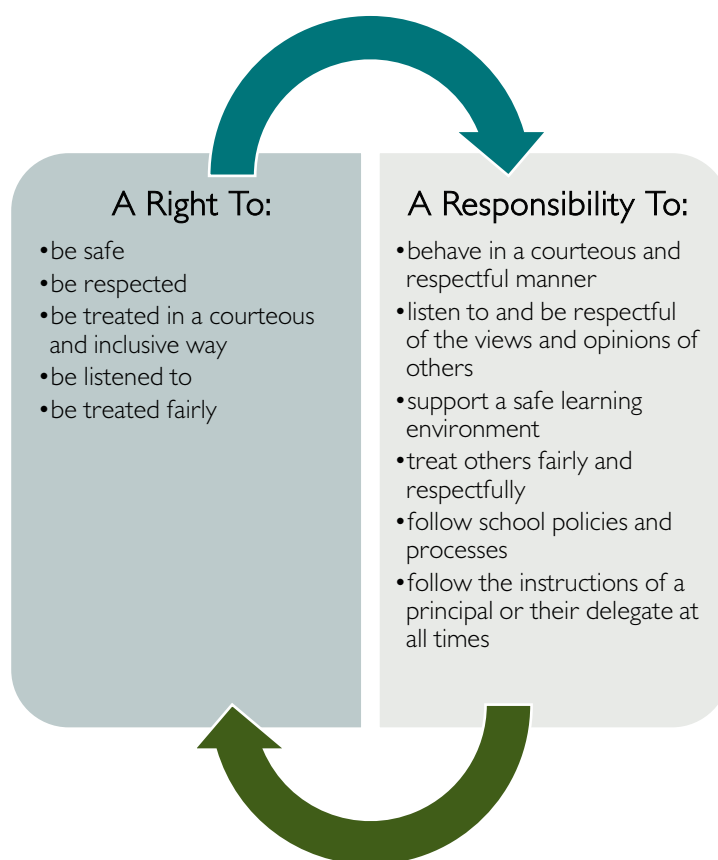 A Right To:
•be safe
•be respected
•be treated in a courteous
and inclusive way
•be listened to
•be treated fairly
A Responsibility To:
•behave in a courteous and
respectful manner
•listen to and be respectful
of the views and opinions of
others
•support a safe learning
environment
•treat others fairly and
respectfully
•follow school policies and
processes
•follow the instructions of a
principal or their delegate at
all times